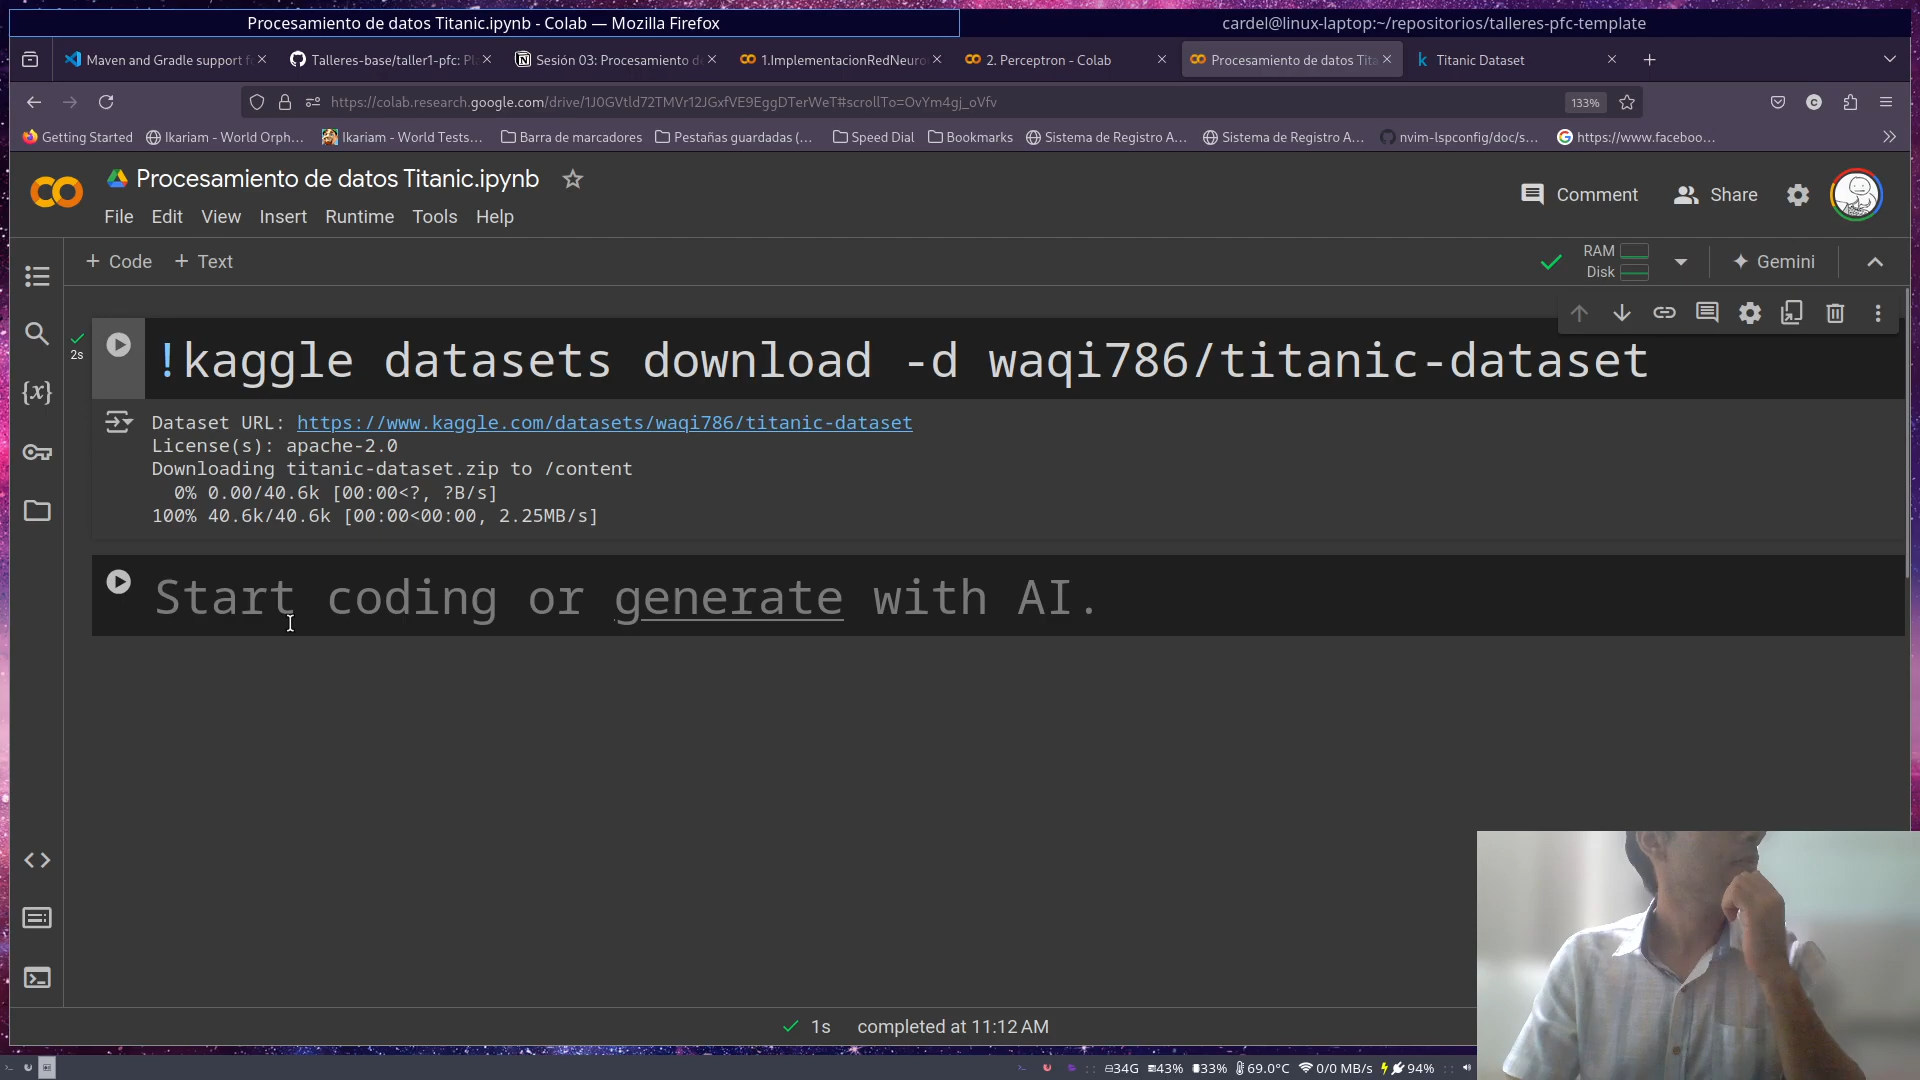 Procesamiento de datos Titanic.ipynb - Colab — Mozilla Firefox
cardel@linux-laptop:~/repositorios/talleres-pfc-template
Maven and Gradle support f
Talleres-base/taller1-pfc: Pl
Sesión 03: Procesamiento d
1.ImplementacionRedNeuro
2. Perceptron - Colab
Procesamiento de datos Tita
Titanic Dataset
https://colab.research.google.com/drive/1J0GVtld72TMVr12JGxfVE9EggDTerWeT#scrollTo=OvYm4gj_oVfv
133%
Getting Started
Ikariam - World Orph...
Ikariam - World Tests...
Barra de marcadores
Pestañas guardadas (...
Speed Dial
Bookmarks
Sistema de Registro A...
Sistema de Registro A...
nvim-lspconfig/doc/s...
https://www.faceboo...
Procesamiento de datos Titanic.ipynb
File Edit View Insert Runtime Tools Help
Comment
Share
+ Code + Text
RAM
Disk
Gemini
2s
!kaggle datasets download -d waqi786/titanic-dataset
Dataset URL: https://www.kaggle.com/datasets/waqi786/titanic-dataset
License(s): apache-2.0
Downloading titanic-dataset.zip to /content
0% 0.00/40.6k [00:00<?, ?B/s]
100% 40.6k/40.6k [00:00<00:00, 2.25MB/s]
Start coding or generate with AI.
1s completed at 11:12 AM
34G 43% 33% 69.0°C 0/0 MB/s 94%